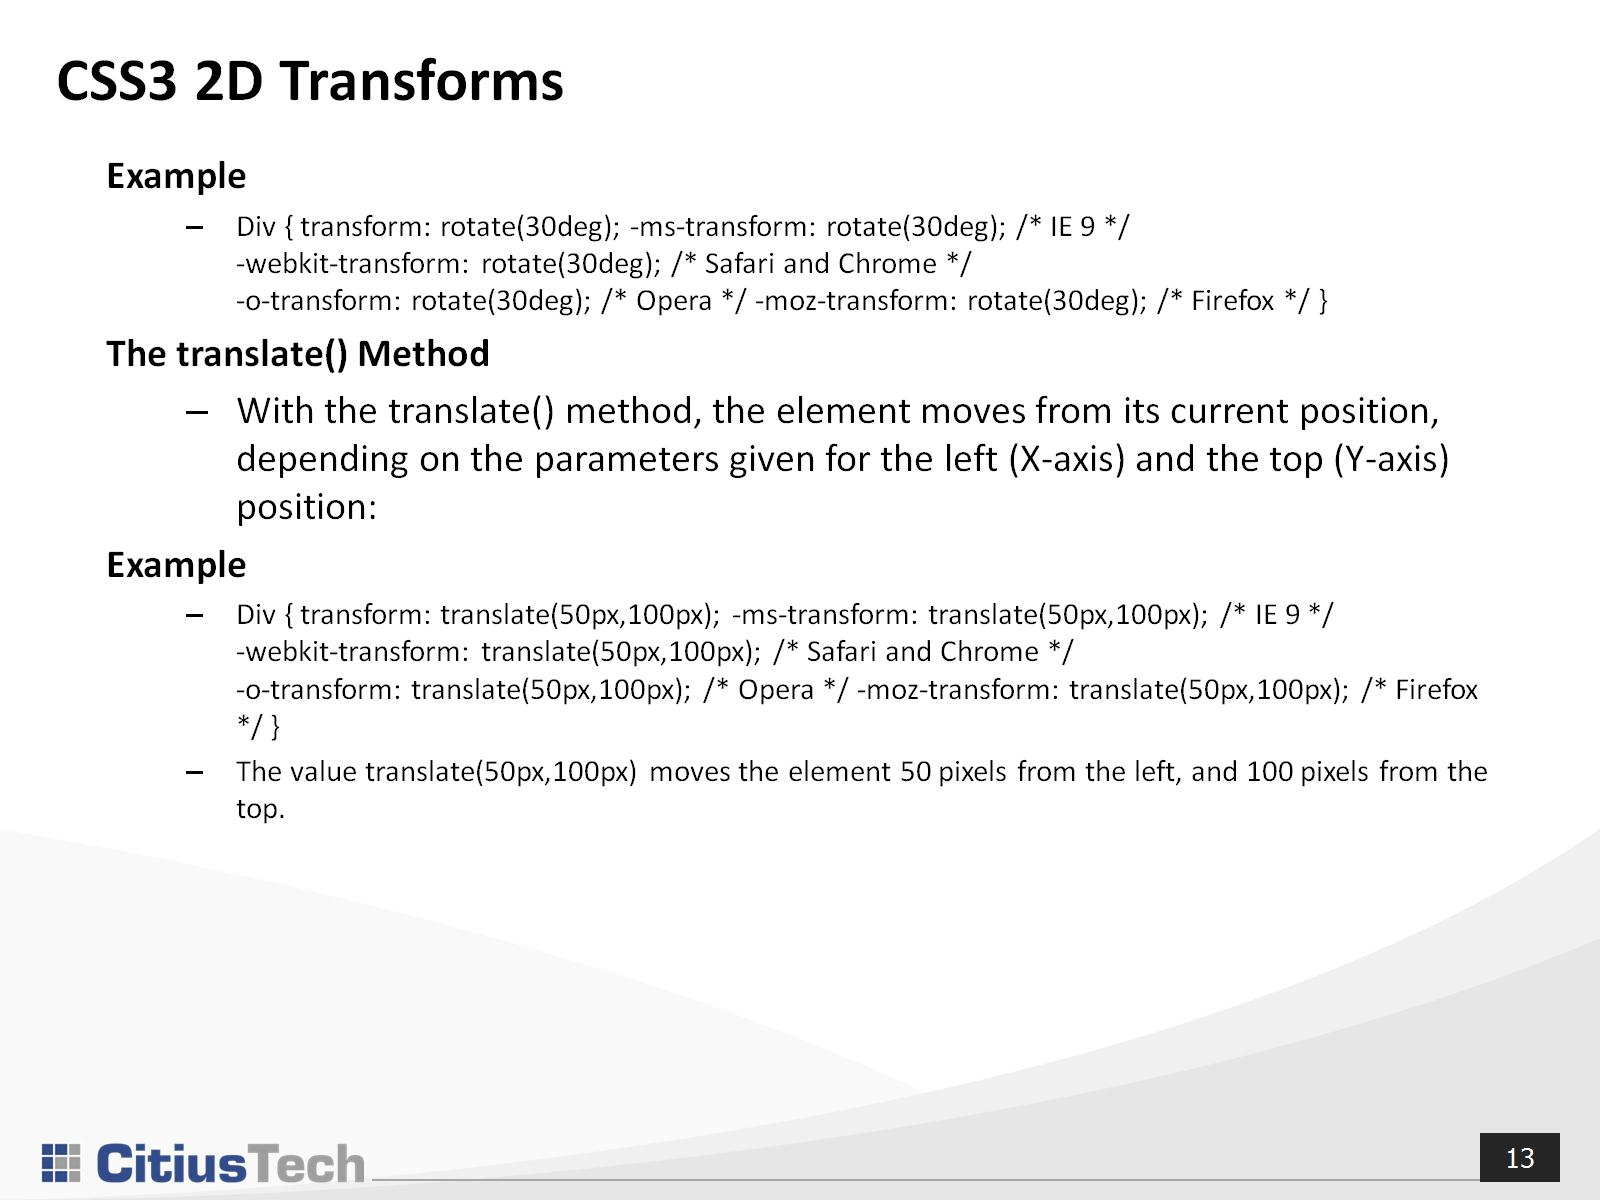 CSS3 2D Transforms
Example
– Div { transform: rotate(30deg); -ms-transform: rotate(30deg); /* IE 9 */
-webkit-transform: rotate(30deg); /* Safari and Chrome */
-o-transform: rotate(30deg); /* Opera */ -moz-transform: rotate(30deg); /* Firefox */ }
The translate() Method
– With the translate() method, the element moves from its current position,
depending on the parameters given for the left (X-axis) and the top (Y-axis)
position:
Example
– Div { transform: translate(50px,100px); -ms-transform: translate(50px,100px); /* IE 9 */
-webkit-transform: translate(50px,100px); /* Safari and Chrome */
-o-transform: translate(50px,100px); /* Opera */ -moz-transform: translate(50px,100px); /* Firefox
*/ }
– The value translate(50px,100px) moves the element 50 pixels from the left, and 100 pixels from the
top.
CitiusTech
13